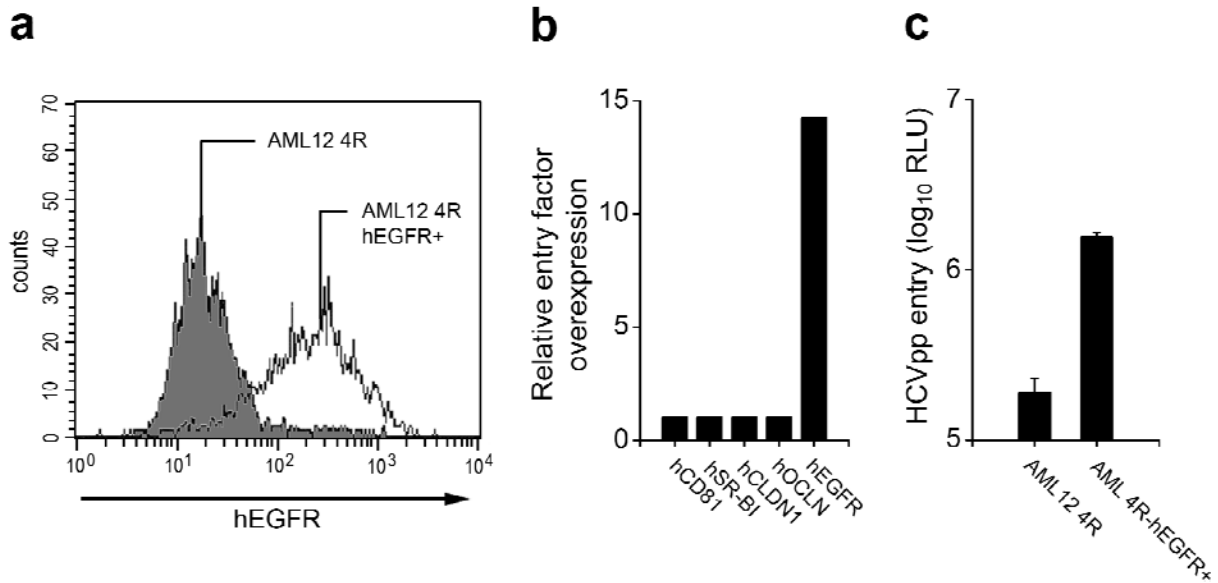 a
70
60
50
40
30
20
10
0
counts
AML12 4R
AML12 4R
hEGFR+
10⁰
10¹
10²
10³
10⁴
hEGFR
b
15
10
5
0
Relative entry factor
overexpression
hCD81
hSR-BI
hCLDN1
hOCLN
hEGFR
c
7
6
5
HCVpp entry (log₁₀ RLU)
AML12 4R
AML 4R-hEGFR+